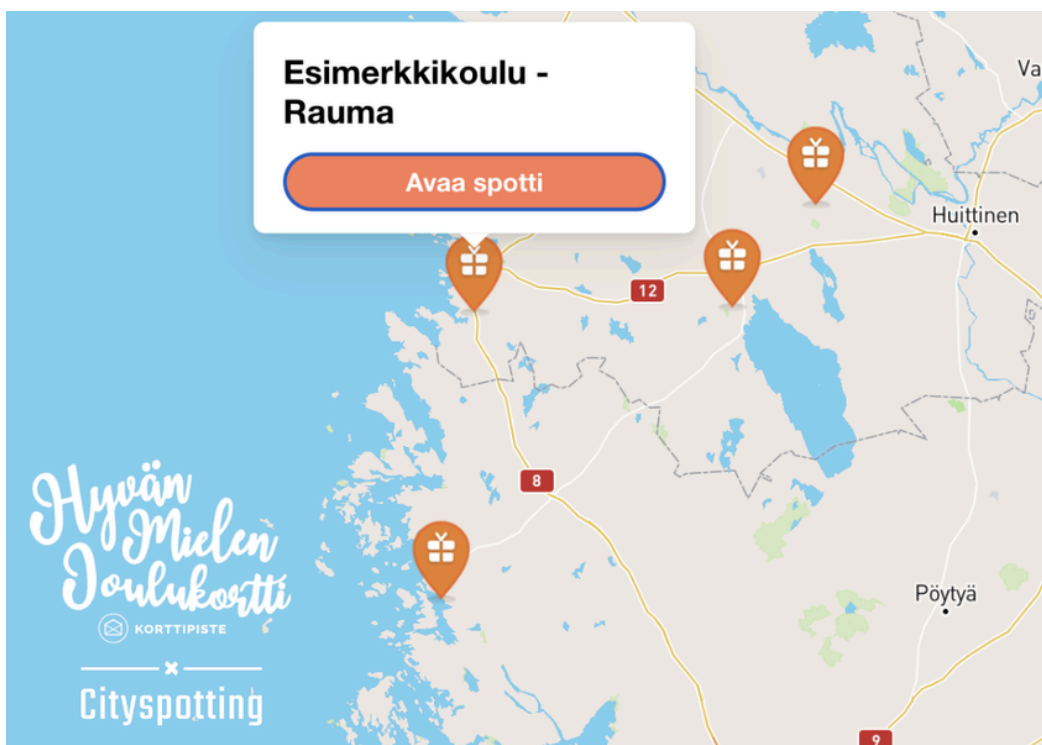 Esimerkkikoulu -
Rauma
Avaa spotti
Va
Huittinen
12
8
Hyvän
Mielen
Joulukortti
KORTTIPISTE
Cityspotting
Pöytyä
9